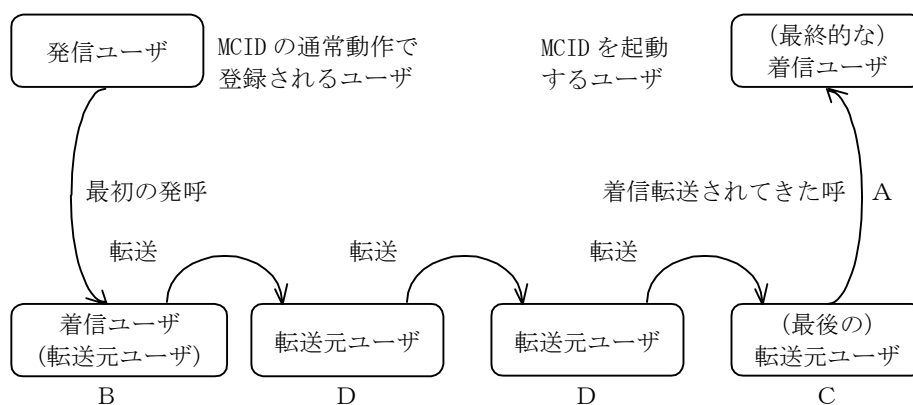 発信ユーザ
MCID の通常動作で
登録されるユーザ
MCID を起動
するユーザ
(最終的な)
着信ユーザ
最初の発呼
着信転送されてきた呼
A
転送
転送
転送
着信ユーザ
(転送元ユーザ)
転送元ユーザ
転送元ユーザ
(最後の)
転送元ユーザ
B
D
D
C